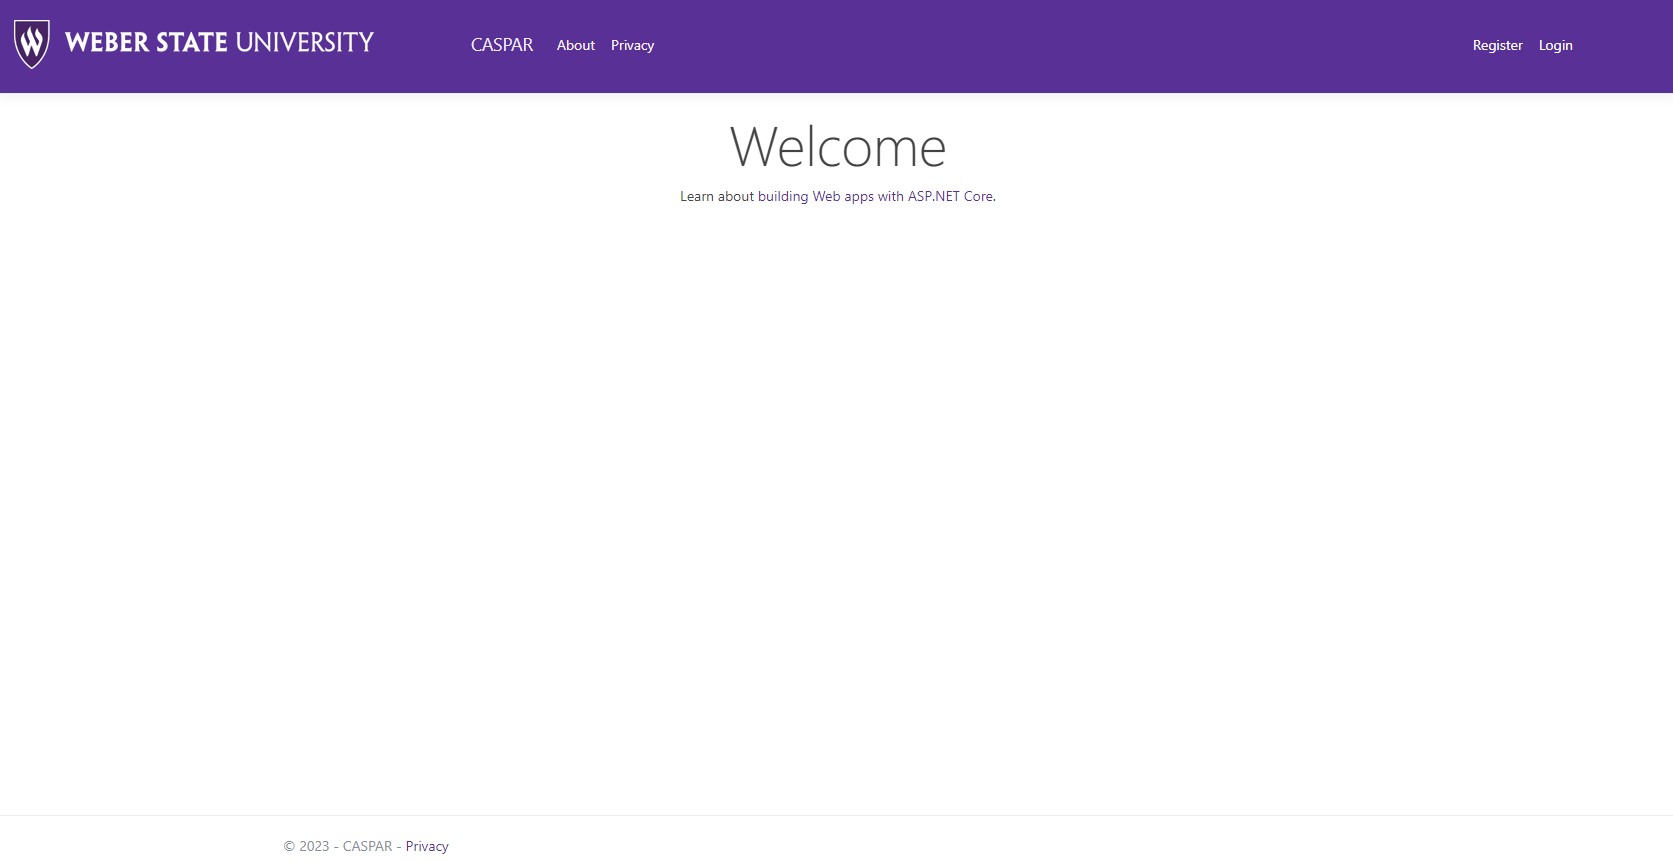 WEBER STATE UNIVERSITY CASPAR About Privacy Register Login
Welcome
Learn about building Web apps with ASP.NET Core.
© 2023 - CASPAR - Privacy